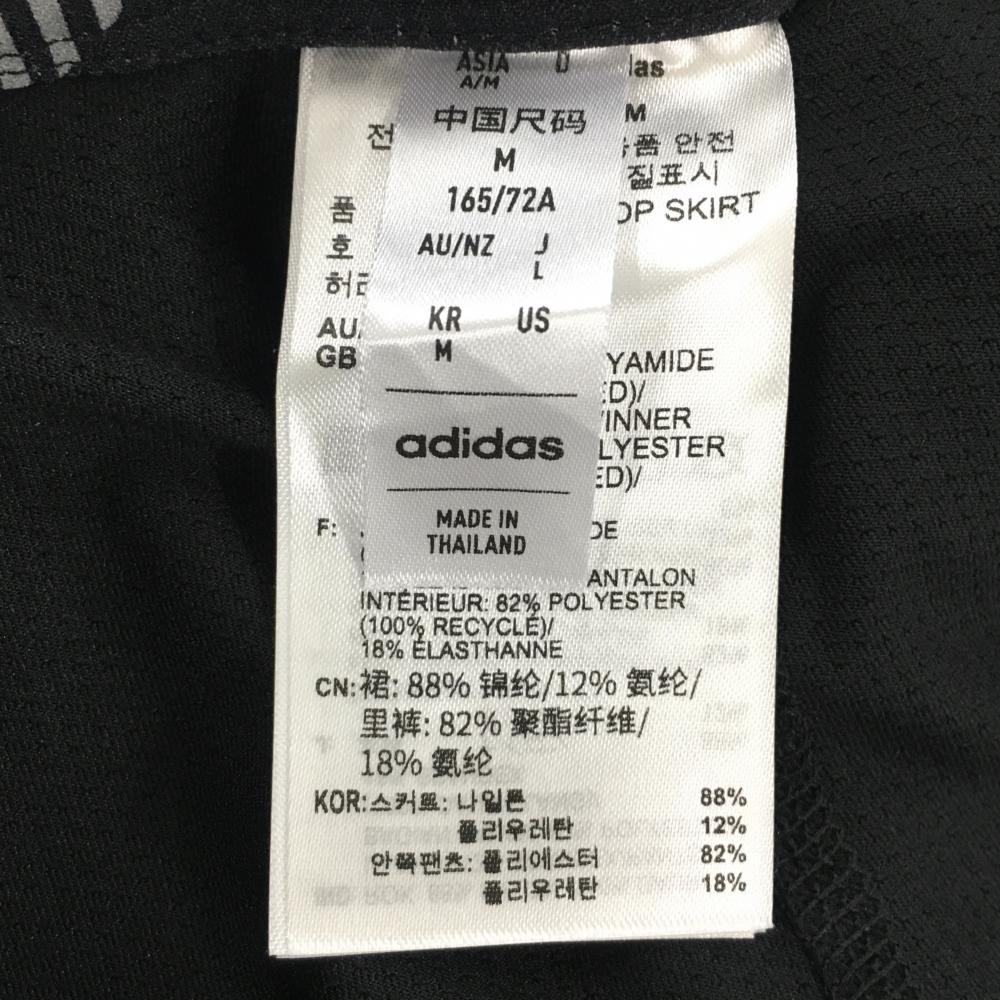 ASIA D
A/M
中国尺码
M
165/72A
AU/NZ J
L
KR US
M
adidas
MADE IN
THAILAND
das
M
전 품 안전
질표시
품 OP SKIRT
호
허리
AU
GB YAMIDE
ED)/
INNER
LYESTER
ED)/
F: DE
ANTALON
INTÉRIEUR: 82% POLYESTER
(100% RECYCLÉ)/
18% ÉLASTHANNE
CN: 裙: 88% 锦纶/12% 氨纶/
里裤: 82% 聚酯纤维/
18% 氨纶
KOR: 스커트: 나일론 88%
폴리우레탄 12%
안쪽팬츠: 폴리에스터 82%
폴리우레탄 18%